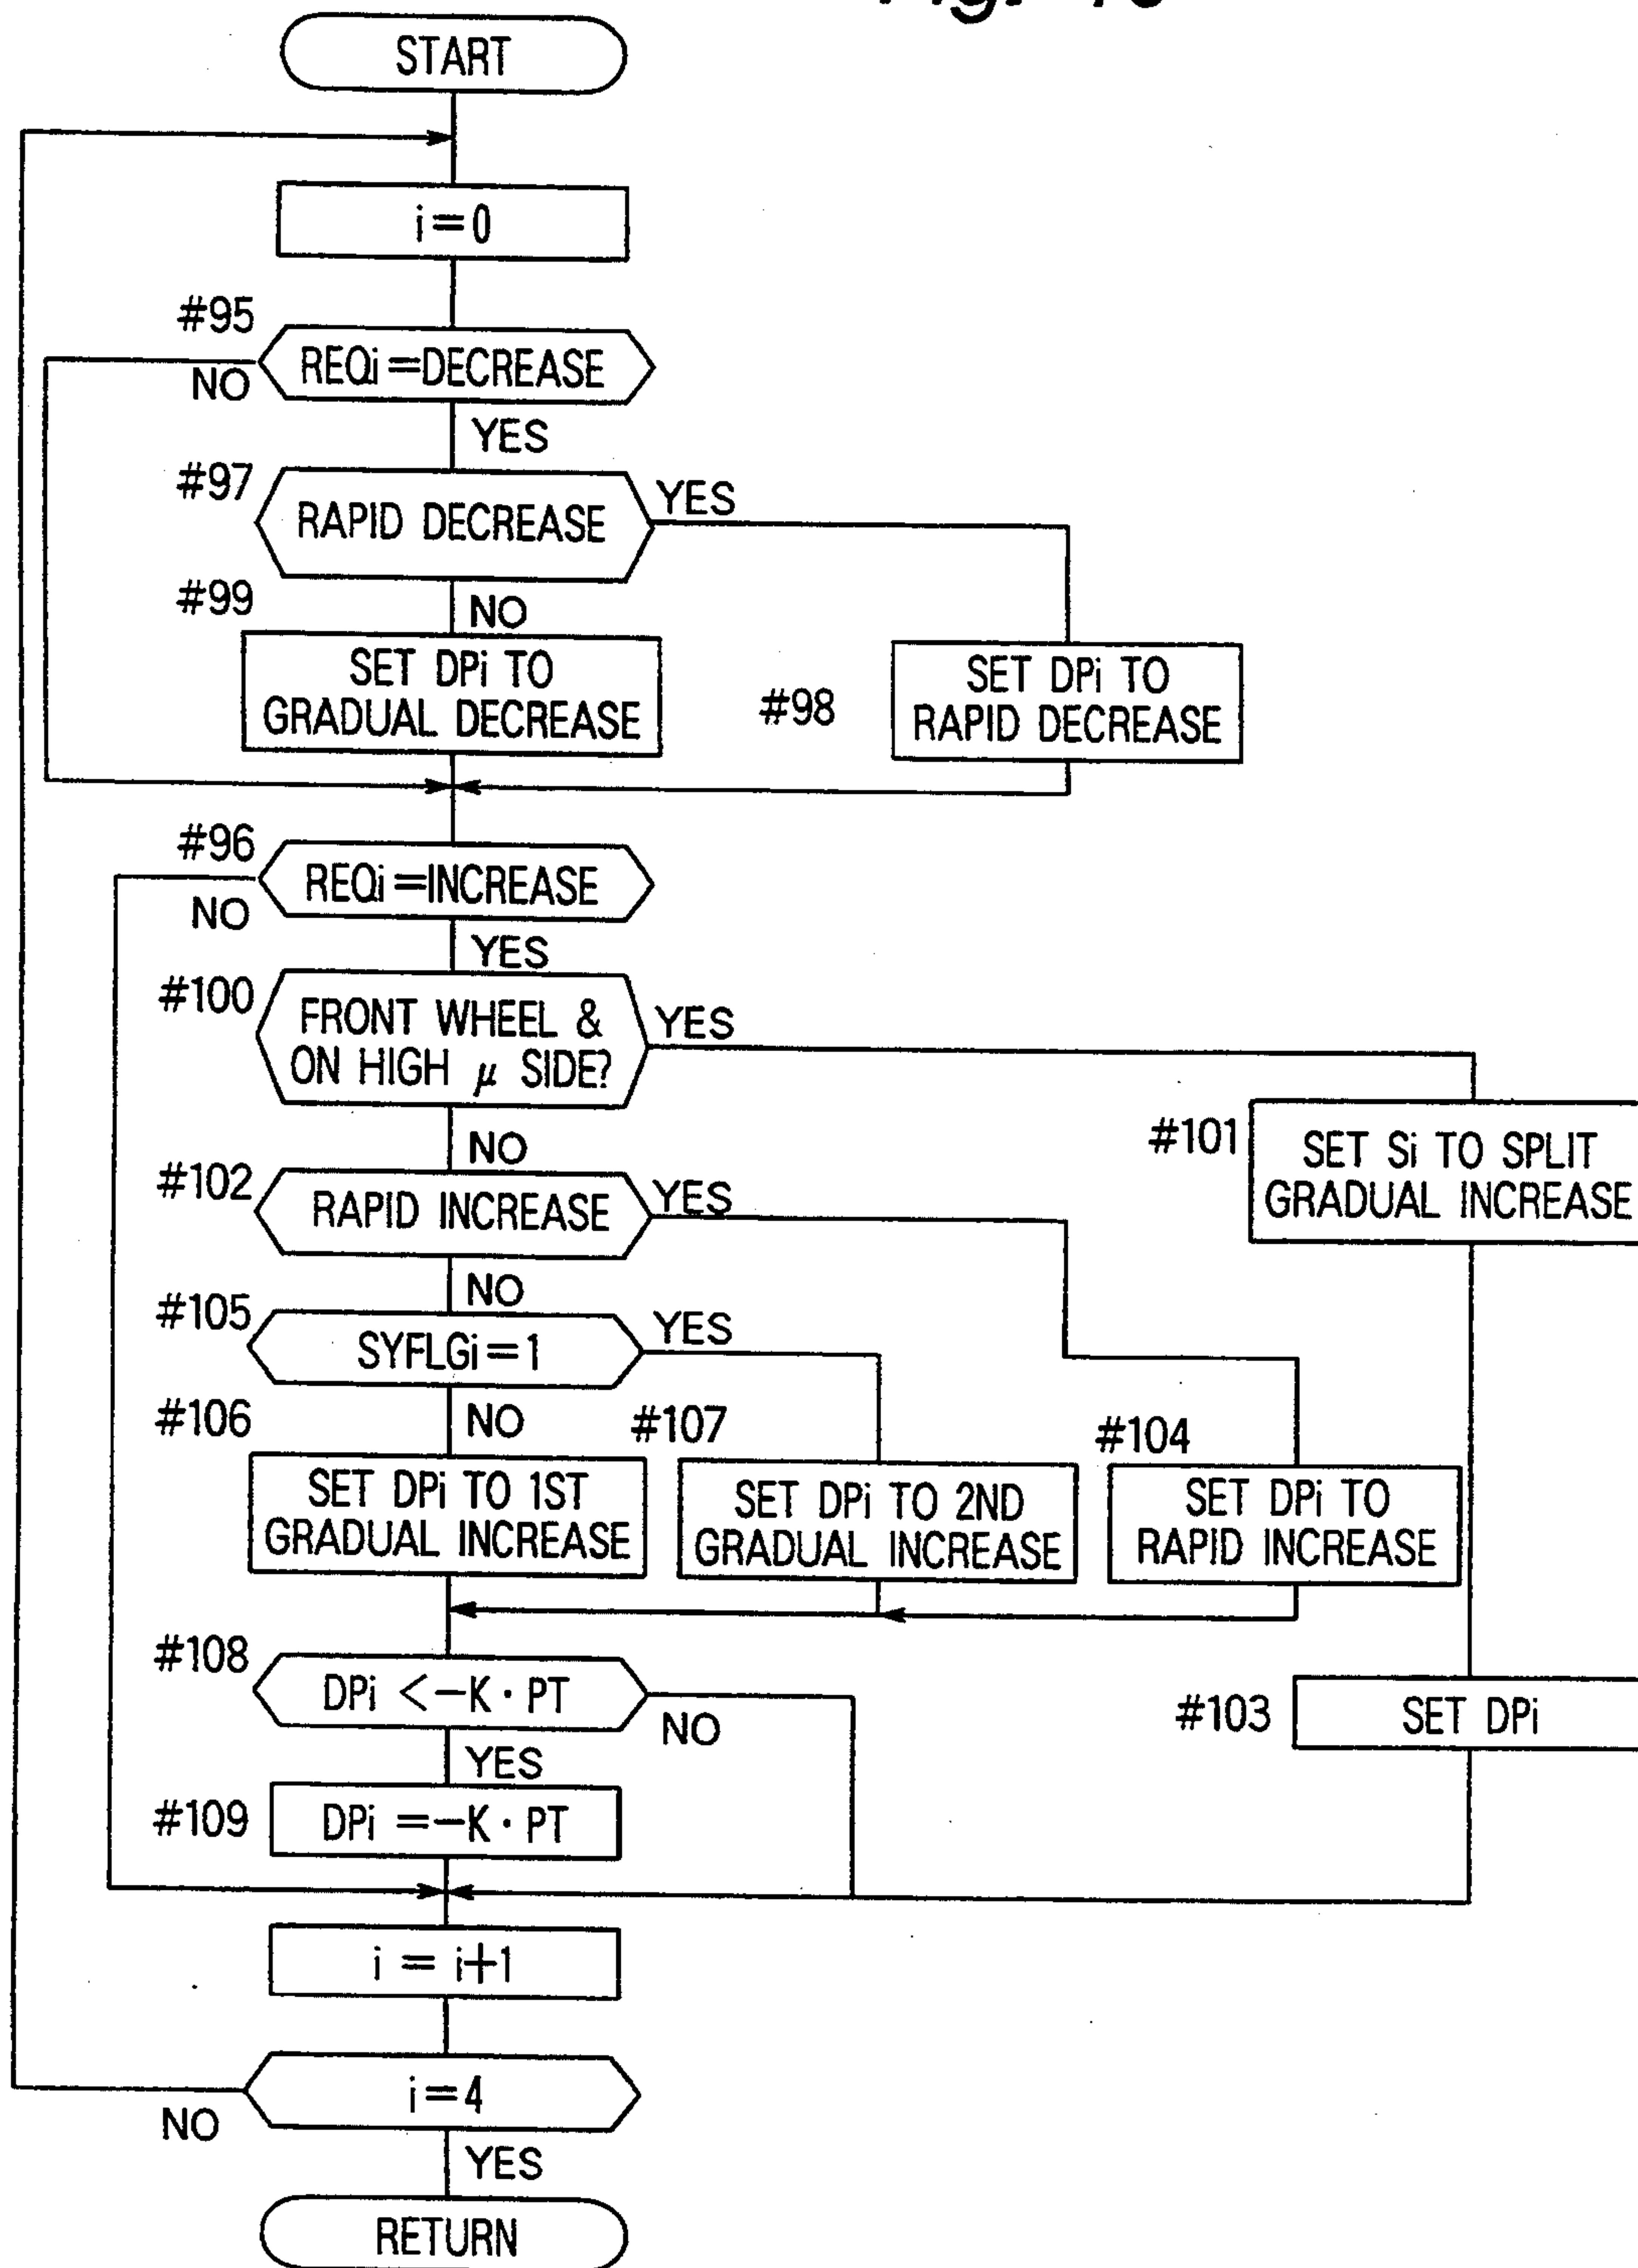 START
i=0
#95
REQi=DECREASE
NO
YES
#97
RAPID DECREASE
YES
#99
NO
SET DPi TO
GRADUAL DECREASE
#98
SET DPi TO
RAPID DECREASE
#96
REQi=INCREASE
NO
YES
#100
FRONT WHEEL &
ON HIGH μ SIDE?
YES
#101
SET Si TO SPLIT
GRADUAL INCREASE
NO
#102
RAPID INCREASE
YES
NO
#105
SYFLGi=1
YES
#106
NO
#107
#104
SET DPi TO 1ST
GRADUAL INCREASE
SET DPi TO 2ND
GRADUAL INCREASE
SET DPi TO
RAPID INCREASE
#108
DPi <-K·PT
NO
#103
SET DPi
YES
#109
DPi =-K·PT
i = i+1
i=4
NO
YES
RETURN